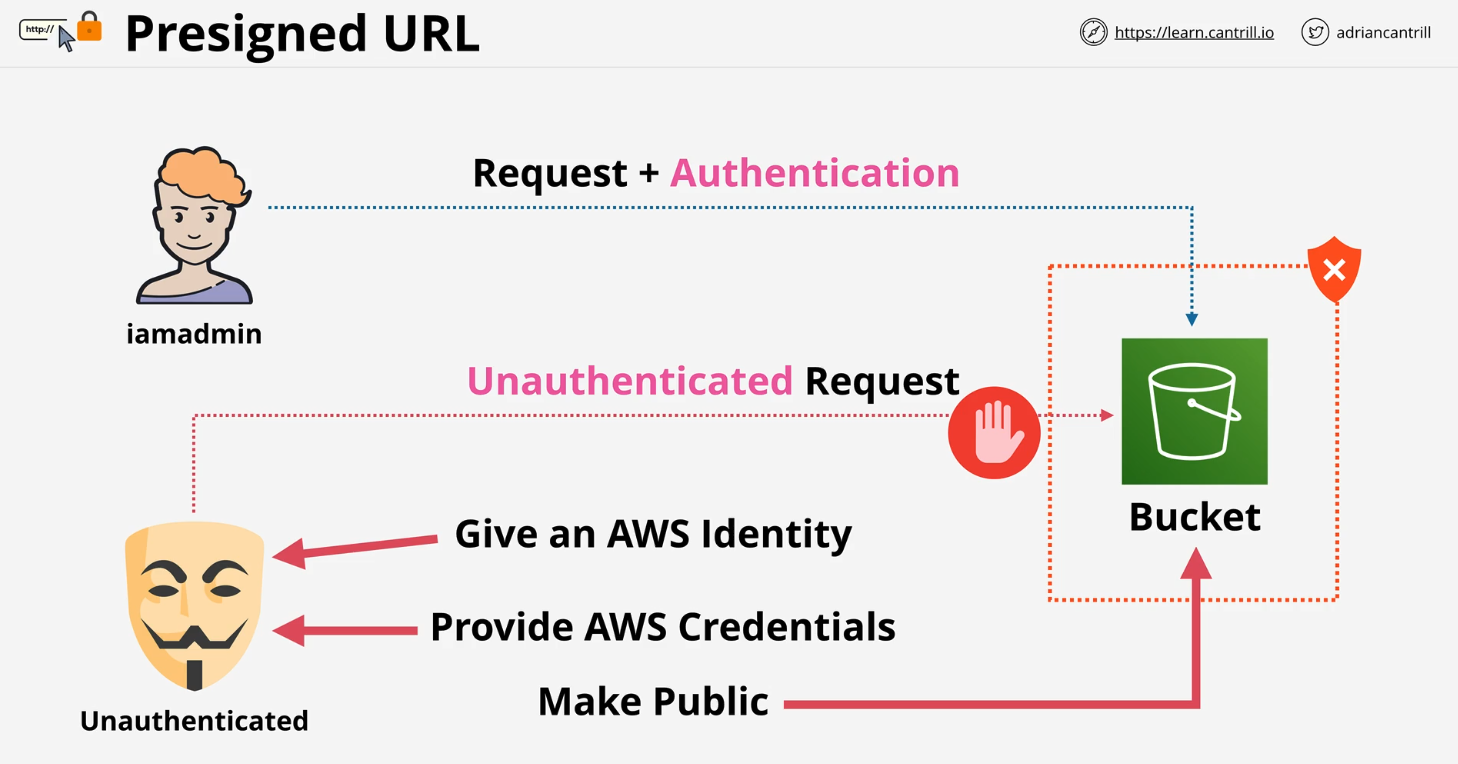 http://
Presigned URL
https://learn.cantrill.io
adriancantrill
Request + Authentication
iamadmin
Unauthenticated Request
Bucket
Give an AWS Identity
Provide AWS Credentials
Make Public
Unauthenticated